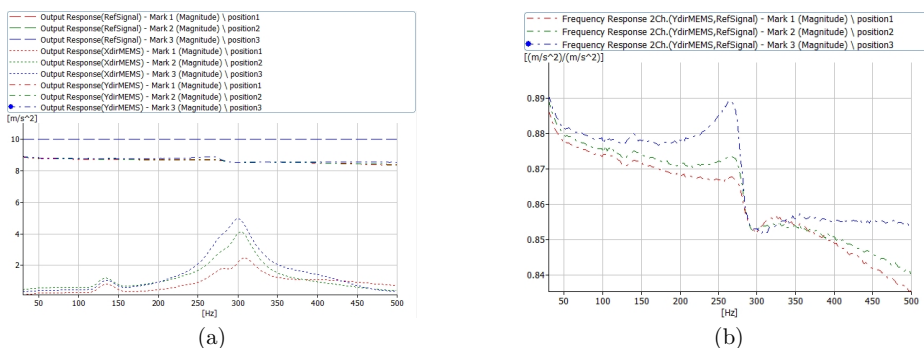 Output Response(RefSignal) - Mark 1 (Magnitude) \ position1
Output Response(RefSignal) - Mark 2 (Magnitude) \ position2
Output Response(RefSignal) - Mark 3 (Magnitude) \ position3
Output Response(XdirMEMS) - Mark 1 (Magnitude) \ position1
Output Response(XdirMEMS) - Mark 2 (Magnitude) \ position2
Output Response(XdirMEMS) - Mark 3 (Magnitude) \ position3
Output Response(YdirMEMS) - Mark 1 (Magnitude) \ position1
Output Response(YdirMEMS) - Mark 2 (Magnitude) \ position2
Output Response(YdirMEMS) - Mark 3 (Magnitude) \ position3
[m/s^2]
10
8
6
4
2
50 100 150 200 250 300 350 400 450 500
[Hz]
(a)
Frequency Response 2Ch.(YdirMEMS,RefSignal) - Mark 1 (Magnitude) \ position1
Frequency Response 2Ch.(YdirMEMS,RefSignal) - Mark 2 (Magnitude) \ position2
Frequency Response 2Ch.(YdirMEMS,RefSignal) - Mark 3 (Magnitude) \ position3
[(m/s^2)/(m/s^2)]
0.89
0.88
0.87
0.86
0.85
0.84
50 100 150 200 250 300 350 400 450 500
[Hz]
(b)